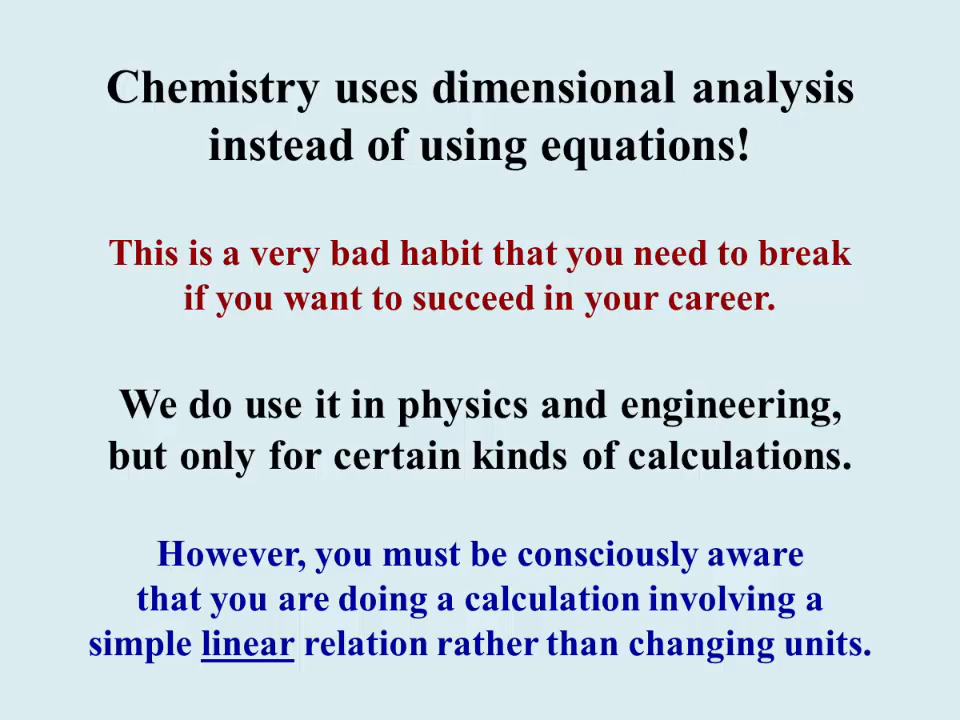 Chemistry uses dimensional analysis
instead of using equations!
This is a very bad habit that you need to break
if you want to succeed in your career.
We do use it in physics and engineering,
but only for certain kinds of calculations.
However, you must be consciously aware
that you are doing a calculation involving a
simple linear relation rather than changing units.